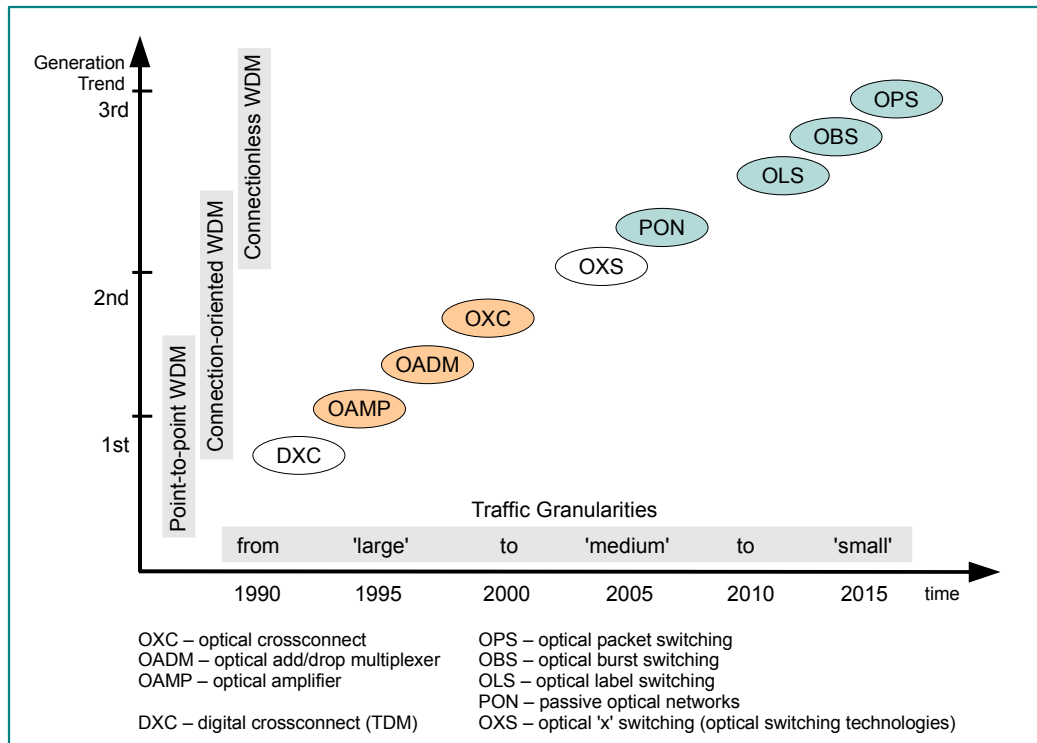 Generation
Trend
3rd
2nd
1st
Point-to-point WDM
Connection-oriented WDM
Connectionless WDM
OPS
OBS
OLS
PON
OXS
OXC
OADM
OAMP
DXC
Traffic Granularities
from 'large' to 'medium' to 'small'
1990 1995 2000 2005 2010 2015 time
OXC – optical crossconnect
OADM – optical add/drop multiplexer
OAMP – optical amplifier
DXC – digital crossconnect (TDM)
OPS – optical packet switching
OBS – optical burst switching
OLS – optical label switching
PON – passive optical networks
OXS – optical 'x' switching (optical switching technologies)